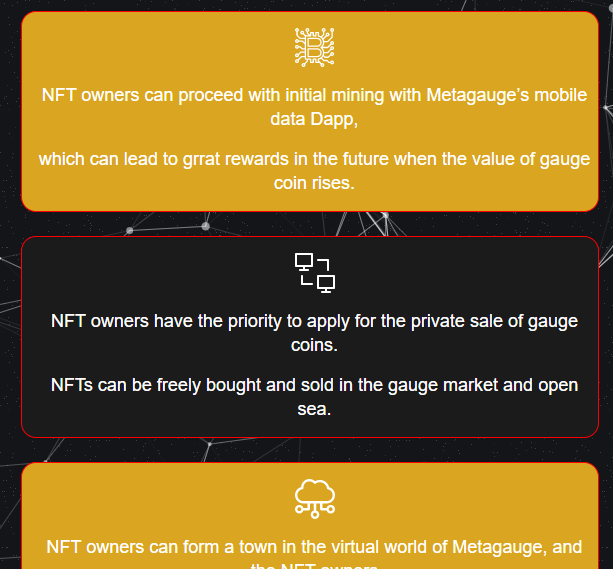 NFT owners can proceed with initial mining with Metagauge's mobile
data Dapp,
which can lead to grrat rewards in the future when the value of gauge
coin rises.
NFT owners have the priority to apply for the private sale of gauge
coins.
NFTs can be freely bought and sold in the gauge market and open
sea.
NFT owners can form a town in the virtual world of Metagauge, and
the NFT owners